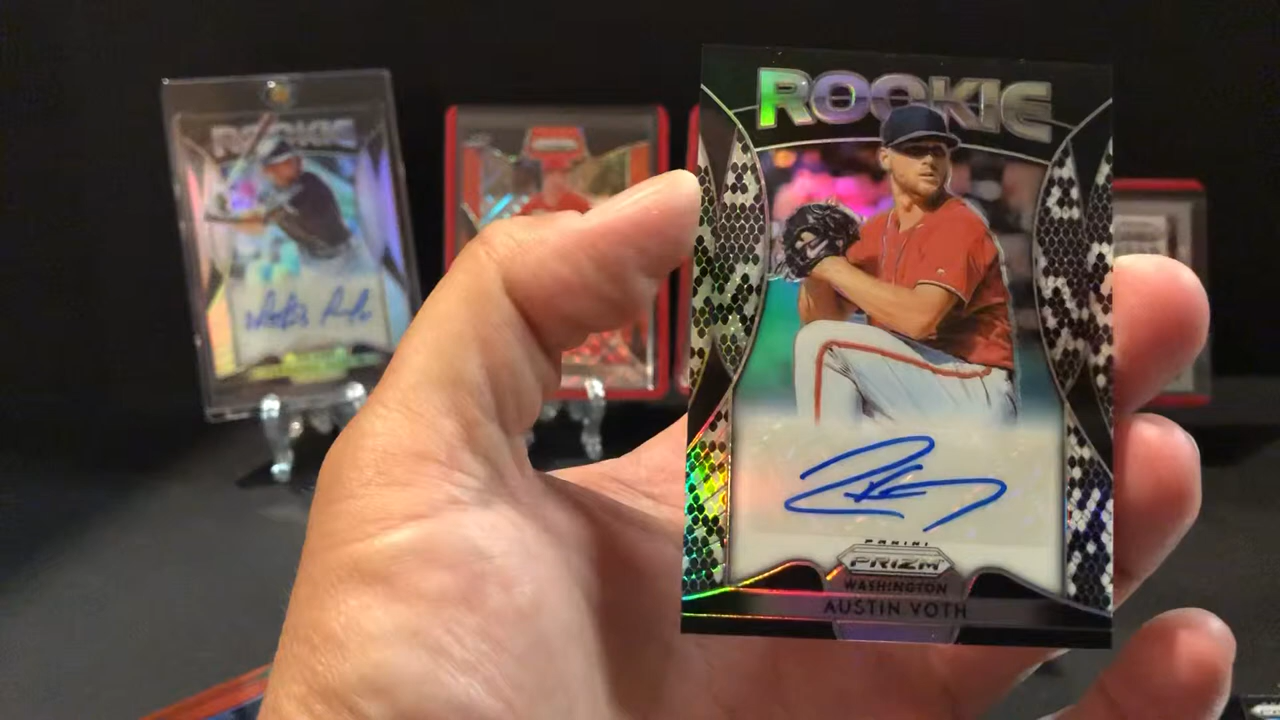 ROOKIE
ROOKIE
PANINI
PRIZM
WASHINGTON
AUSTIN VOTH